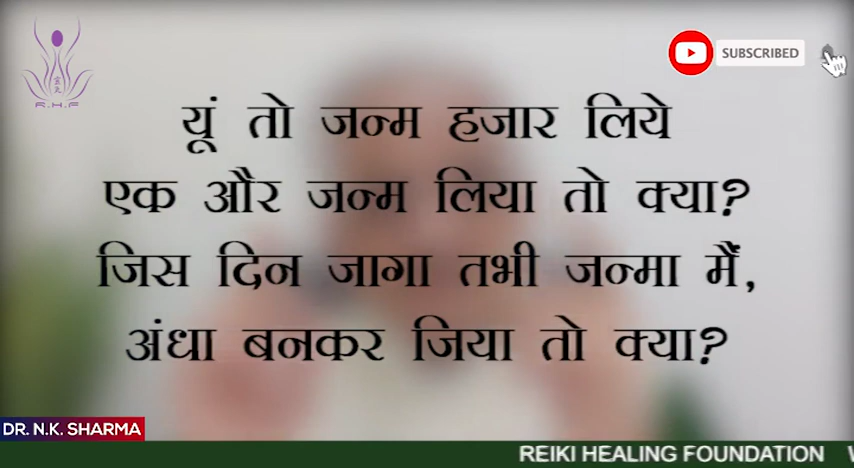 R.H.F
SUBSCRIBED
यूं तो जन्म हजार लिये
एक और जन्म लिया तो क्या?
जिस दिन जागा तभी जन्मा मैं,
अंधा बनकर जिया तो क्या?
DR. N.K. SHARMA
REIKI HEALING FOUNDATION